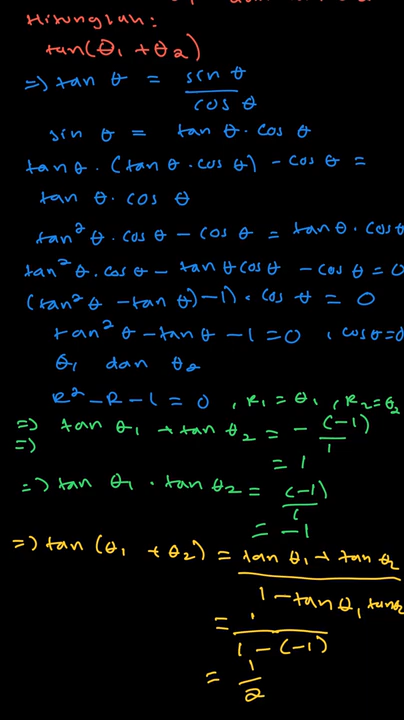 Hitunglah:
tan(θ₁ + θ₂)
=> tan θ = sin θ / cos θ
sin θ = tan θ . cos θ
tan θ . (tan θ . cos θ) - cos θ =
tan θ . cos θ
tan² θ . cos θ - cos θ = tan θ . cos θ
tan² θ . cos θ - tan θ cos θ - cos θ = 0
(tan² θ - tan θ) - 1) . cos θ = 0
tan² θ - tan θ - 1 = 0 , cos θ = 0
θ₁ dan θ₂
R² - R - 1 = 0 , R₁ = θ₁ , R₂ = θ₂
=> tan θ₁ + tan θ₂ = - (-1) / 1
=> = 1
=> tan θ₁ . tan θ₂ = (-1) / 1
= -1
=> tan (θ₁ + θ₂) = tan θ₁ + tan θ₂ / 1 - tan θ₁ tan θ₂
= 1 / 1 - (-1)
= 1 / 2